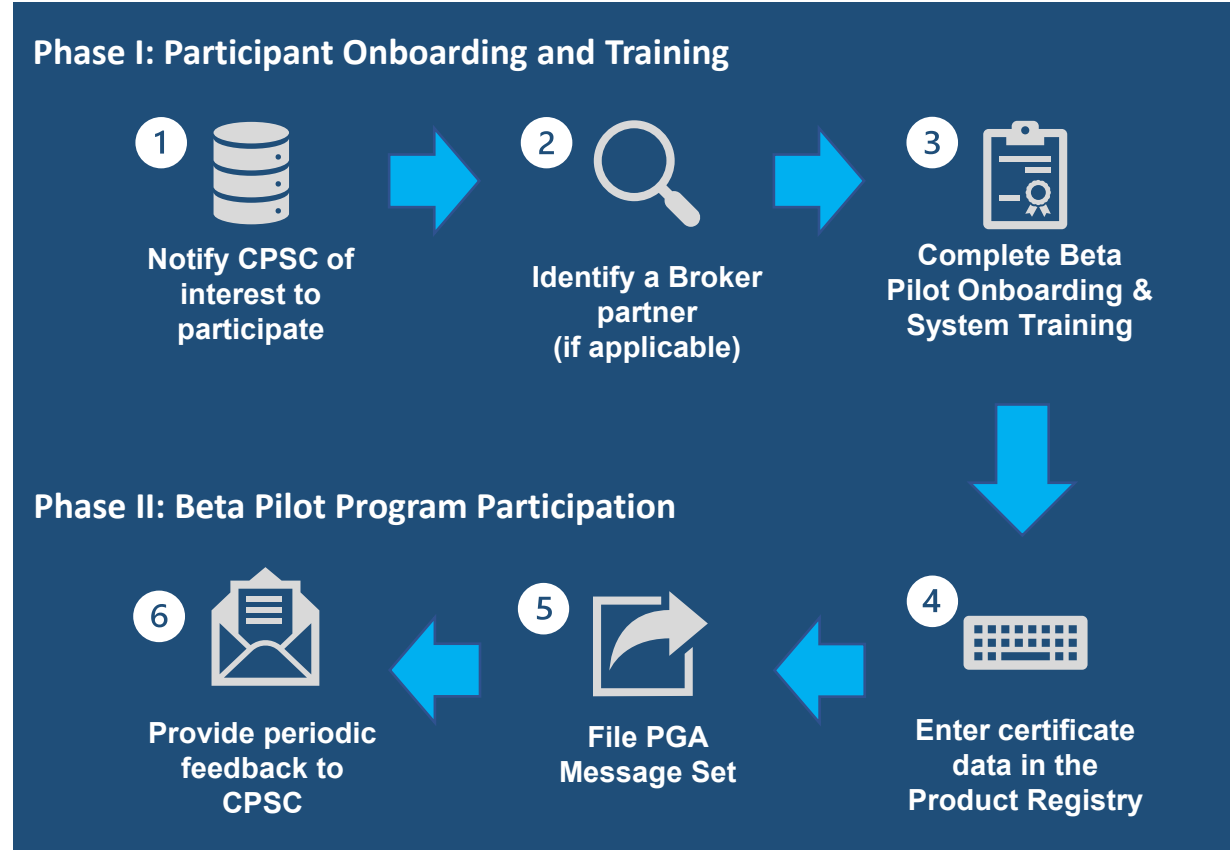 Phase I: Participant Onboarding and Training
1
Notify CPSC of
interest to
participate
2
Identify a Broker
partner
(if applicable)
3
Complete Beta
Pilot Onboarding &
System Training
Phase II: Beta Pilot Program Participation
4
Enter certificate
data in the
Product Registry
5
File PGA
Message Set
6
Provide periodic
feedback to
CPSC